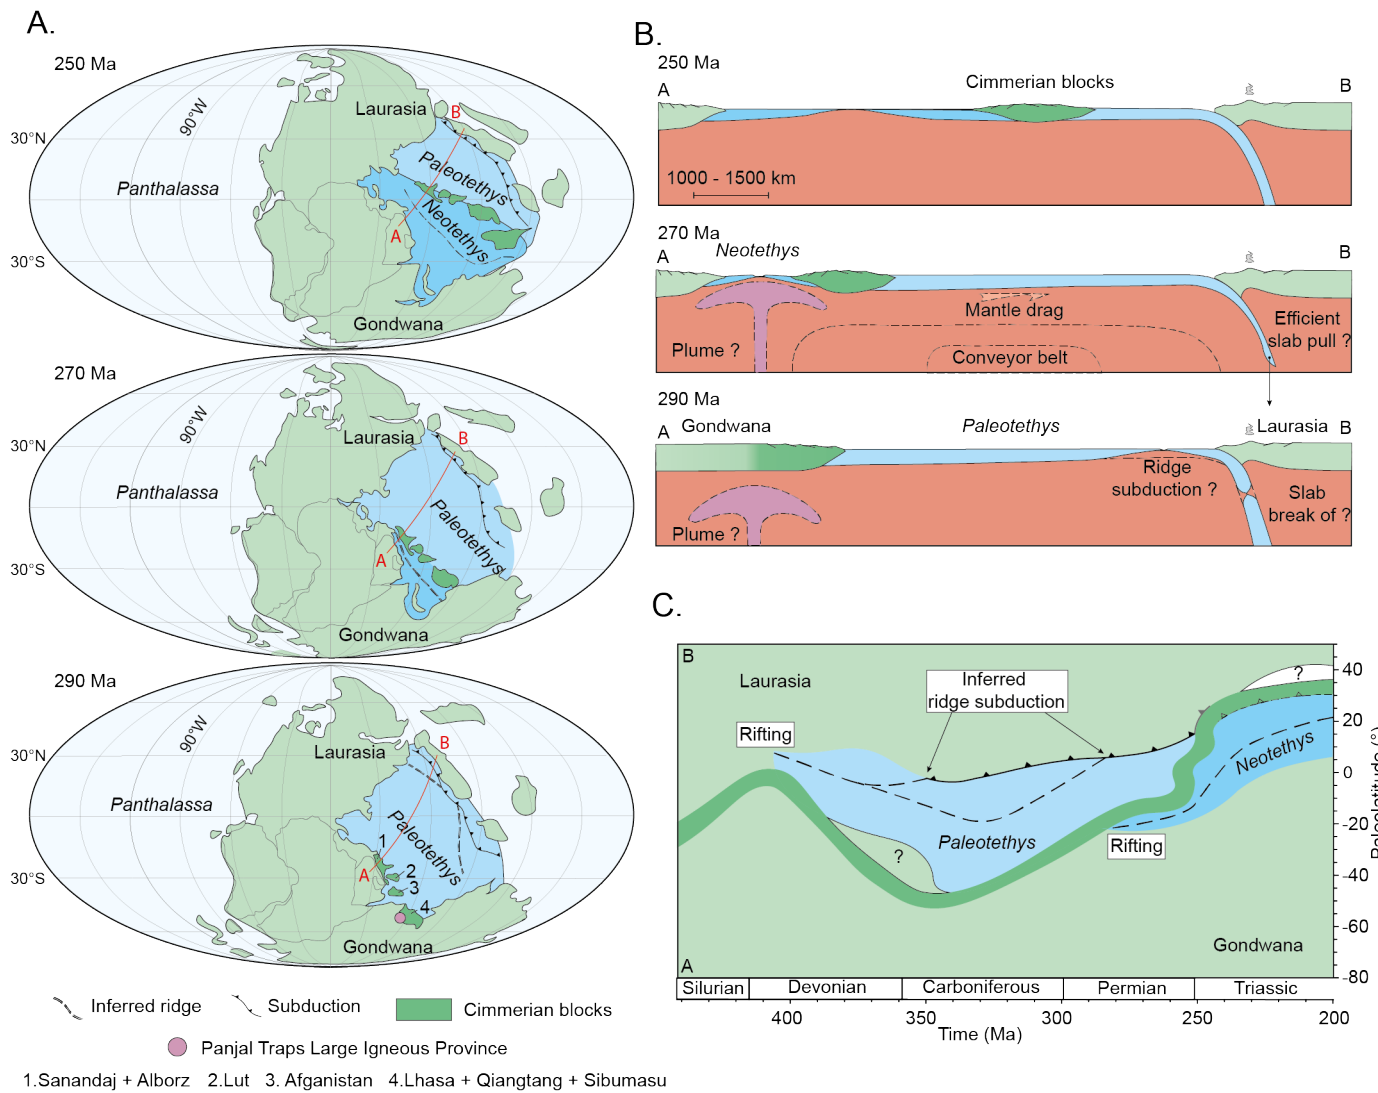 A.
250 Ma
Laurasia
B
90°W
30°N
Paleotethys
Panthalassa
Neotethys
A
30°S
Gondwana
270 Ma
90°W
30°N
Laurasia
B
Panthalassa
Paleotethys
A
30°S
Gondwana
290 Ma
90°W
30°N
Laurasia
B
Panthalassa
Paleotethys
1
A
2
30°S
3
4
Gondwana
Inferred ridge
Subduction
Cimmerian blocks
Panjal Traps Large Igneous Province
1.Sanandaj + Alborz 2.Lut 3. Afganistan 4.Lhasa + Qiangtang + Sibumasu
B.
250 Ma
A
Cimmerian blocks
B
1000 - 1500 km
270 Ma
Neotethys
A
B
Mantle drag
Efficient
slab pull ?
Plume ?
Conveyor belt
290 Ma
A
Gondwana
Paleotethys
Laurasia
B
Ridge
subduction ?
Slab
break of ?
Plume ?
C.
B
Laurasia
Inferred
ridge subduction
?
Rifting
Neotethys
Paleotethys
Rifting
?
Gondwana
A
40
20
0
-20
-40
-60
-80
Paleolatitude (°)
Silurian
Devonian
Carboniferous
Permian
Triassic
400
350
300
250
200
Time (Ma)